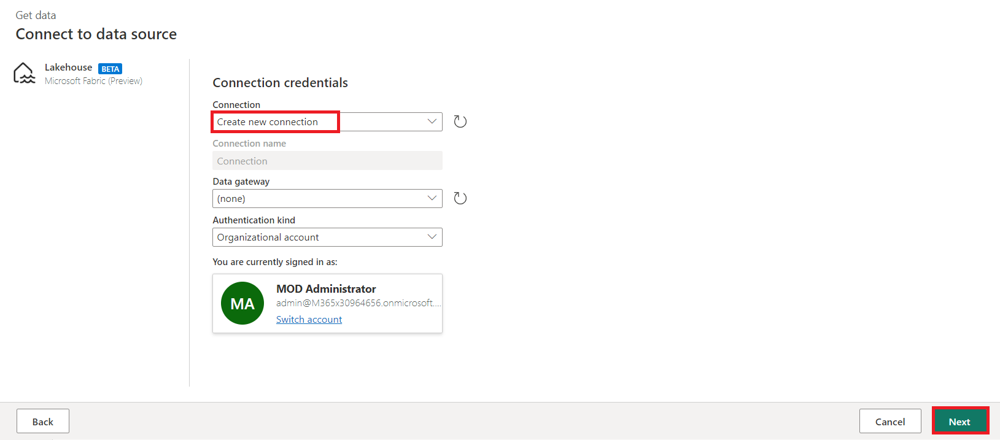 Get data
Connect to data source
Lakehouse BETA
Microsoft Fabric (Preview)
Connection credentials
Connection
Create new connection
Connection name
Connection
Data gateway
(none)
Authentication kind
Organizational account
You are currently signed in as:
MA
MOD Administrator
admin@M365x30964656.onmicrosoft....
Switch account
Back
Cancel
Next